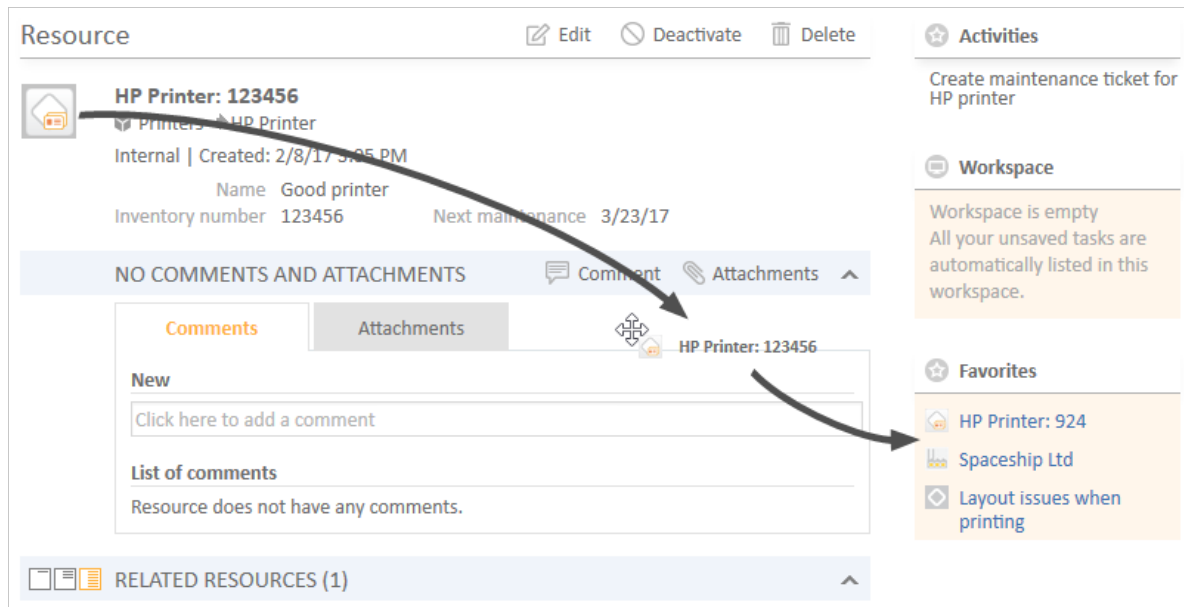 Resource
Edit
Deactivate
Delete
HP Printer: 123456
Printers HP Printer
Internal | Created: 2/8/17 3:05 PM
Name Good printer
Inventory number 123456 Next maintenance 3/23/17
NO COMMENTS AND ATTACHMENTS
Comment
Attachments
Comments
Attachments
HP Printer: 123456
New
Click here to add a comment
List of comments
Resource does not have any comments.
RELATED RESOURCES (1)
Activities
Create maintenance ticket for
HP printer
Workspace
Workspace is empty
All your unsaved tasks are
automatically listed in this
workspace.
Favorites
HP Printer: 924
Spaceship Ltd
Layout issues when
printing